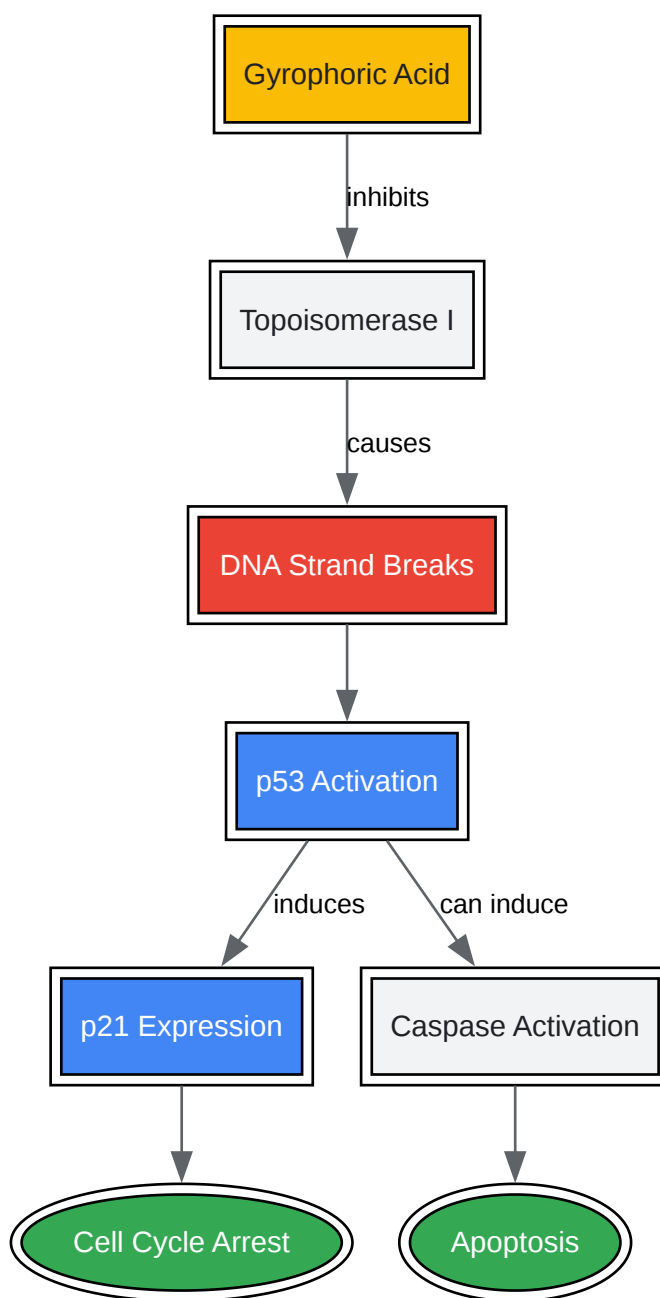 Gyrophoric Acid
inhibits
Topoisomerase I
causes
DNA Strand Breaks
p53 Activation
induces
can induce
p21 Expression
Caspase Activation
Cell Cycle Arrest
Apoptosis